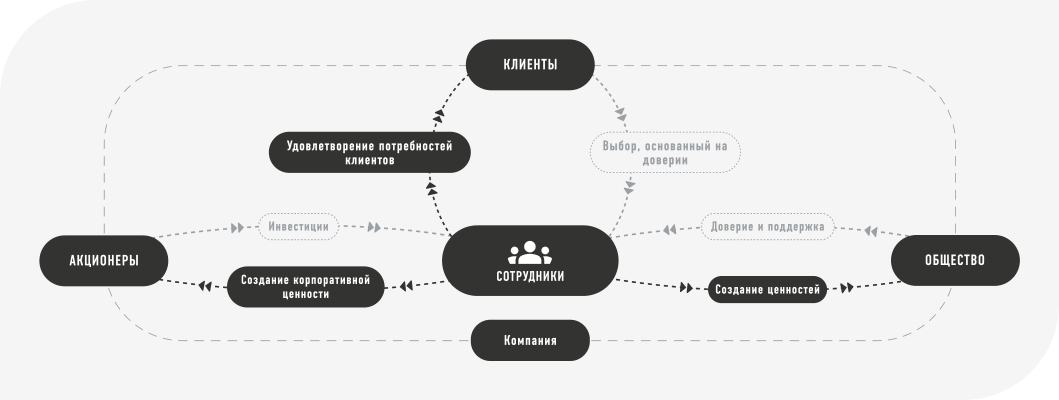 КЛИЕНТЫ
Удовлетворение потребностей
клиентов
Выбор, основанный на
доверии
Инвестиции
Доверие и поддержка
АКЦИОНЕРЫ
СОТРУДНИКИ
ОБЩЕСТВО
Создание корпоративной
ценности
Создание ценностей
Компания